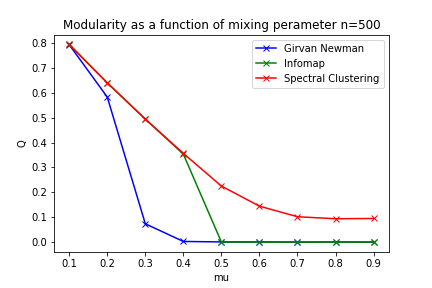 Modularity as a function of mixing perameter n=500
Girvan Newman
Infomap
Spectral Clustering
Q
0.8
0.7
0.6
0.5
0.4
0.3
0.2
0.1
0.0
0.1 0.2 0.3 0.4 0.5 0.6 0.7 0.8 0.9
mu